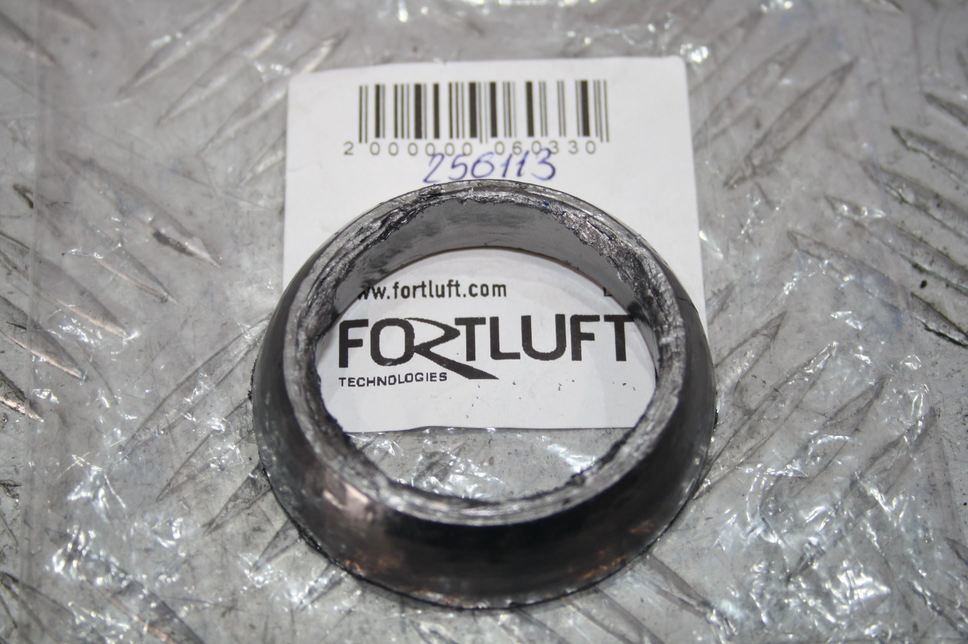 2 000000 060330
256113
www.fortluft.com
FORTLUFT
TECHNOLOGIES